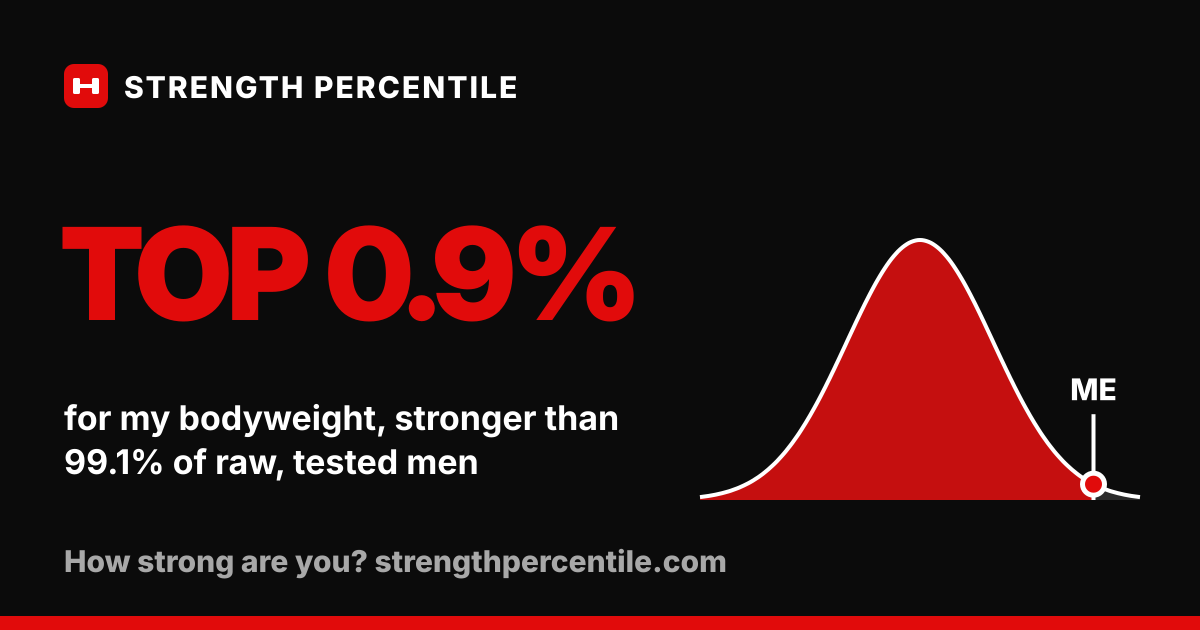 STRENGTH PERCENTILE
TOP 0.9%
for my bodyweight, stronger than
99.1% of raw, tested men
ME
How strong are you? strengthpercentile.com